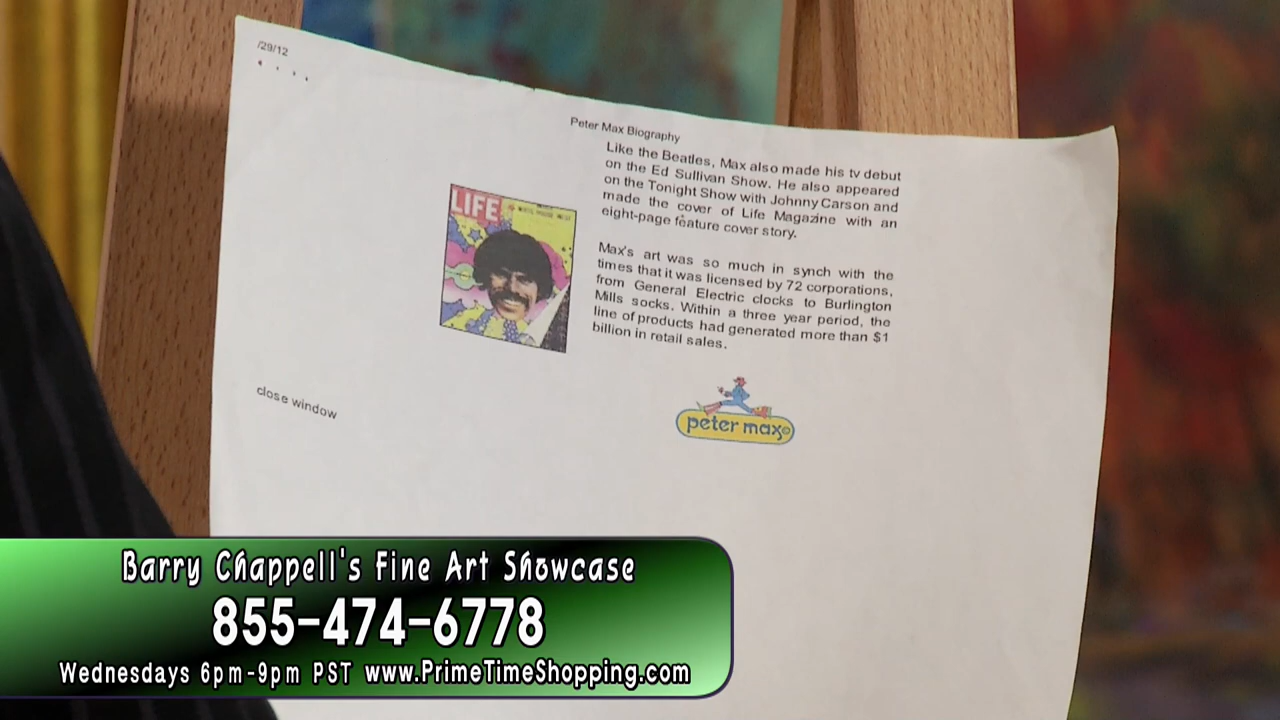 /29/12
Peter Max Biography
Like the Beatles, Max also made his tv debut
on the Ed Sullivan Show. He also appeared
on the Tonight Show with Johnny Carson and
made the cover of Life Magazine with an
eight-page feature cover story.
LIFE
Max's art was so much in synch with the
times that it was licensed by 72 corporations,
from General Electric clocks to Burlington
Mills socks. Within a three year period, the
line of products had generated more than $1
billion in retail sales.
close window
peter max©
Barry Chappell's Fine Art Showcase
855-474-6778
Wednesdays 6pm-9pm PST www.PrimeTimeShopping.com